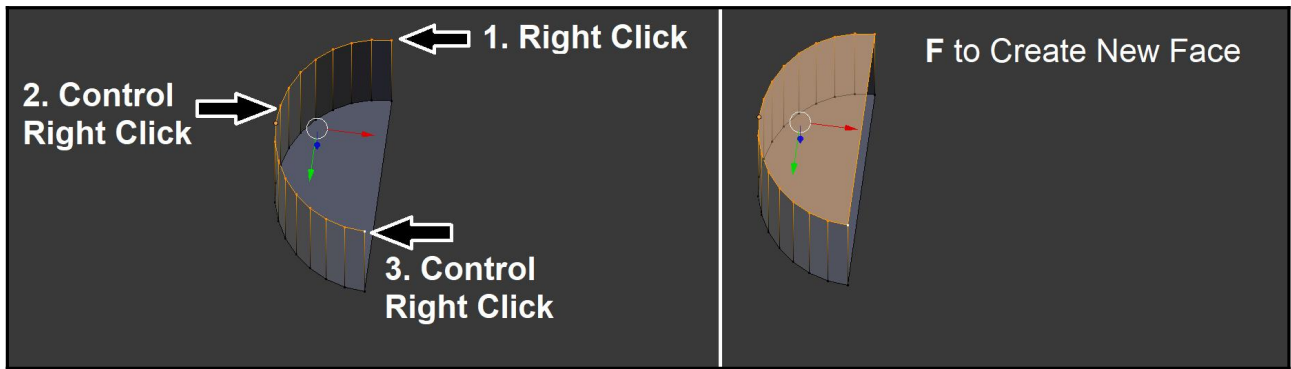 1. Right Click
2. Control
Right Click
3. Control
Right Click
F to Create New Face